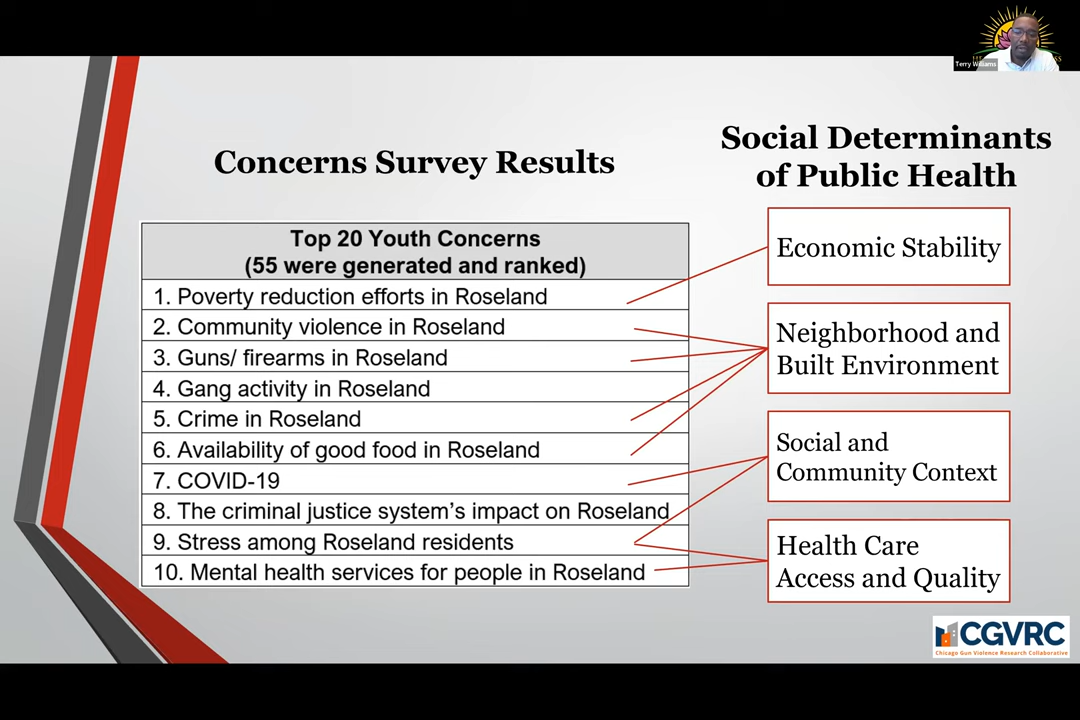 Terry Williams
Concerns Survey Results
Top 20 Youth Concerns
(55 were generated and ranked)
1. Poverty reduction efforts in Roseland
2. Community violence in Roseland
3. Guns/ firearms in Roseland
4. Gang activity in Roseland
5. Crime in Roseland
6. Availability of good food in Roseland
7. COVID-19
8. The criminal justice system's impact on Roseland
9. Stress among Roseland residents
10. Mental health services for people in Roseland
Social Determinants
of Public Health
Economic Stability
Neighborhood and
Built Environment
Social and
Community Context
Health Care
Access and Quality
CGVRC
Chicago Gun Violence Research Collaborative